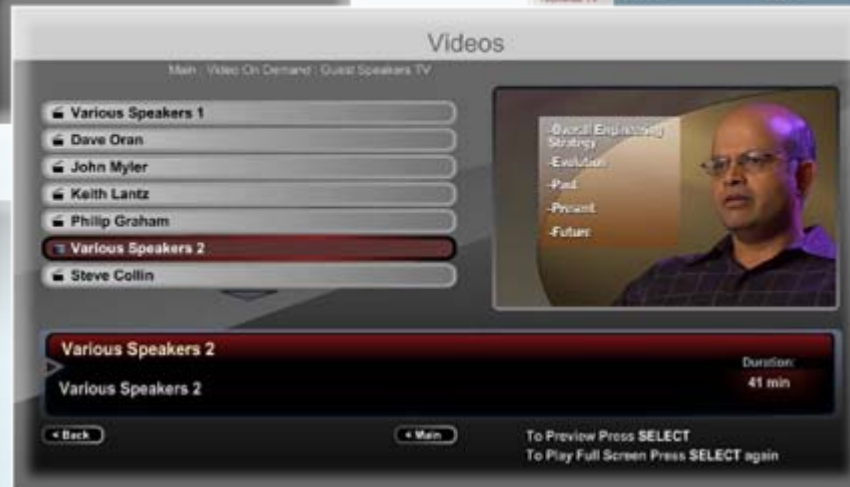 Videos
Main : Video On Demand : Guest Speakers TV
Various Speakers 1
Dave Oran
John Myler
Keith Lantz
Philip Graham
Various Speakers 2
Steve Collin
-Overall Engineering
Strategy
-Evolution
-Past
-Present
-Future
Various Speakers 2
Duration:
Various Speakers 2
41 min
< Back
< Main
To Preview Press SELECT
To Play Full Screen Press SELECT again